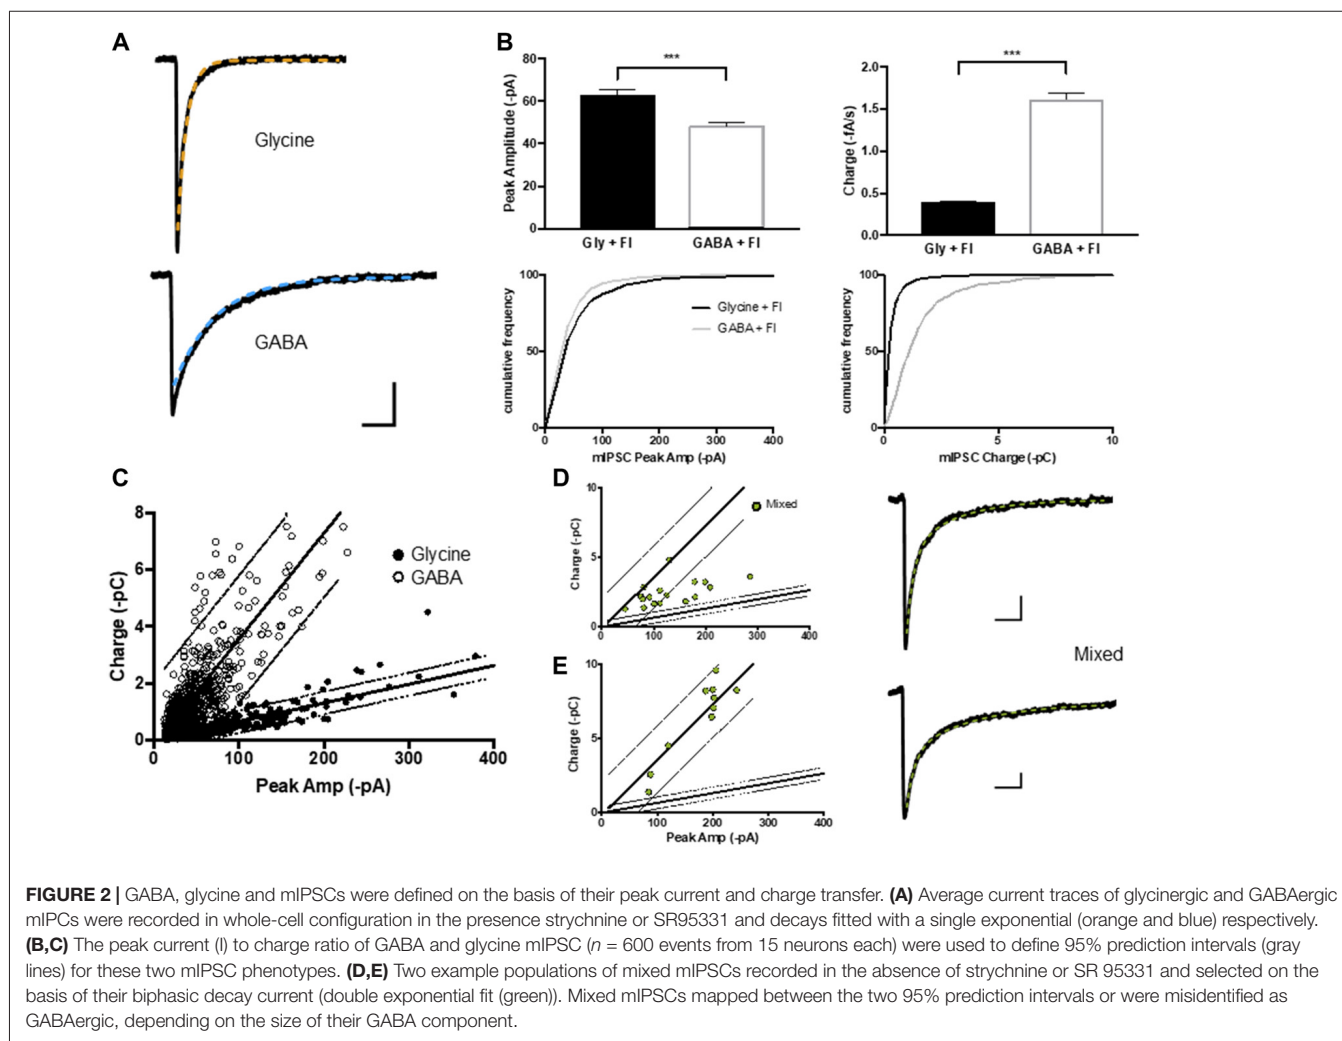 A
Glycine
GABA
B
Peak Amplitude (-pA)
80
60
40
20
0
***
Gly + FI
GABA + FI
Charge (-fA/s)
2.0
1.5
1.0
0.5
0.0
***
Gly + FI
GABA + FI
cumulative frequency
100
50
0
0 100 200 300 400
mIPSC Peak Amp (-pA)
Glycine + FI
GABA + FI
cumulative frequency
100
50
0
0 5 10
mIPSC Charge (-pC)
C
Charge (-pC)
8
6
4
2
0
0 100 200 300 400
Peak Amp (-pA)
Glycine
GABA
D
Charge (-pC)
10
5
0
0 100 200 300 400
Mixed
E
Charge (-pC)
10
5
0
0 100 200 300 400
Peak Amp (-pA)
Mixed
FIGURE 2 | GABA, glycine and mIPSCs were defined on the basis of their peak current and charge transfer. (A) Average current traces of glycinergic and GABAergic
mIPCs were recorded in whole-cell configuration in the presence strychnine or SR95331 and decays fitted with a single exponential (orange and blue) respectively.
(B,C) The peak current (I) to charge ratio of GABA and glycine mIPSC (n = 600 events from 15 neurons each) were used to define 95% prediction intervals (gray
lines) for these two mIPSC phenotypes. (D,E) Two example populations of mixed mIPSCs recorded in the absence of strychnine or SR 95331 and selected on the
basis of their biphasic decay current (double exponential fit (green)). Mixed mIPSCs mapped between the two 95% prediction intervals or were misidentified as
GABAergic, depending on the size of their GABA component.